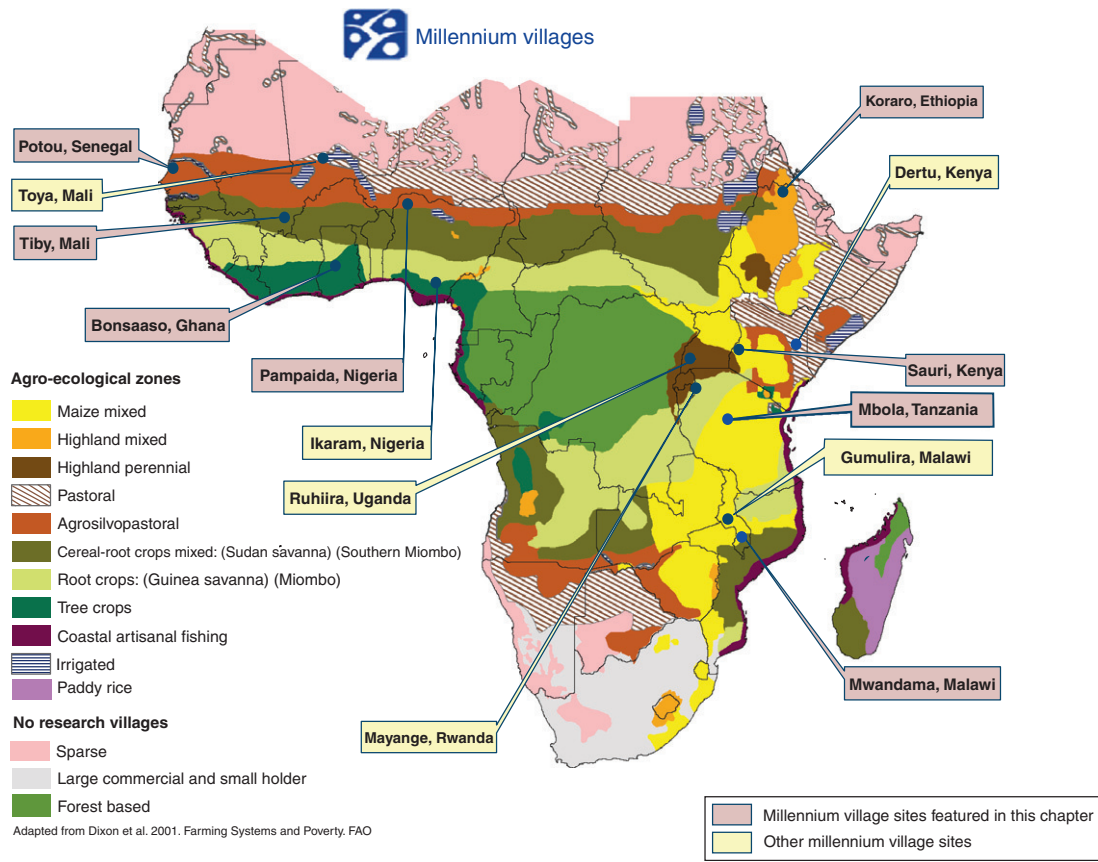 Millennium villages
Koraro, Ethiopia
Potou, Senegal
Dertu, Kenya
Toya, Mali
Tiby, Mali
Bonsaaso, Ghana
Pampaida, Nigeria
Sauri, Kenya
Mbola, Tanzania
Ikaram, Nigeria
Gumulira, Malawi
Ruhiira, Uganda
Mwandama, Malawi
Mayange, Rwanda
Agro-ecological zones
Maize mixed
Highland mixed
Highland perennial
Pastoral
Agrosilvopastoral
Cereal-root crops mixed: (Sudan savanna) (Southern Miombo)
Root crops: (Guinea savanna) (Miombo)
Tree crops
Coastal artisanal fishing
Irrigated
Paddy rice
No research villages
Sparse
Large commercial and small holder
Forest based
Adapted from Dixon et al. 2001. Farming Systems and Poverty. FAO
Millennium village sites featured in this chapter
Other millennium village sites